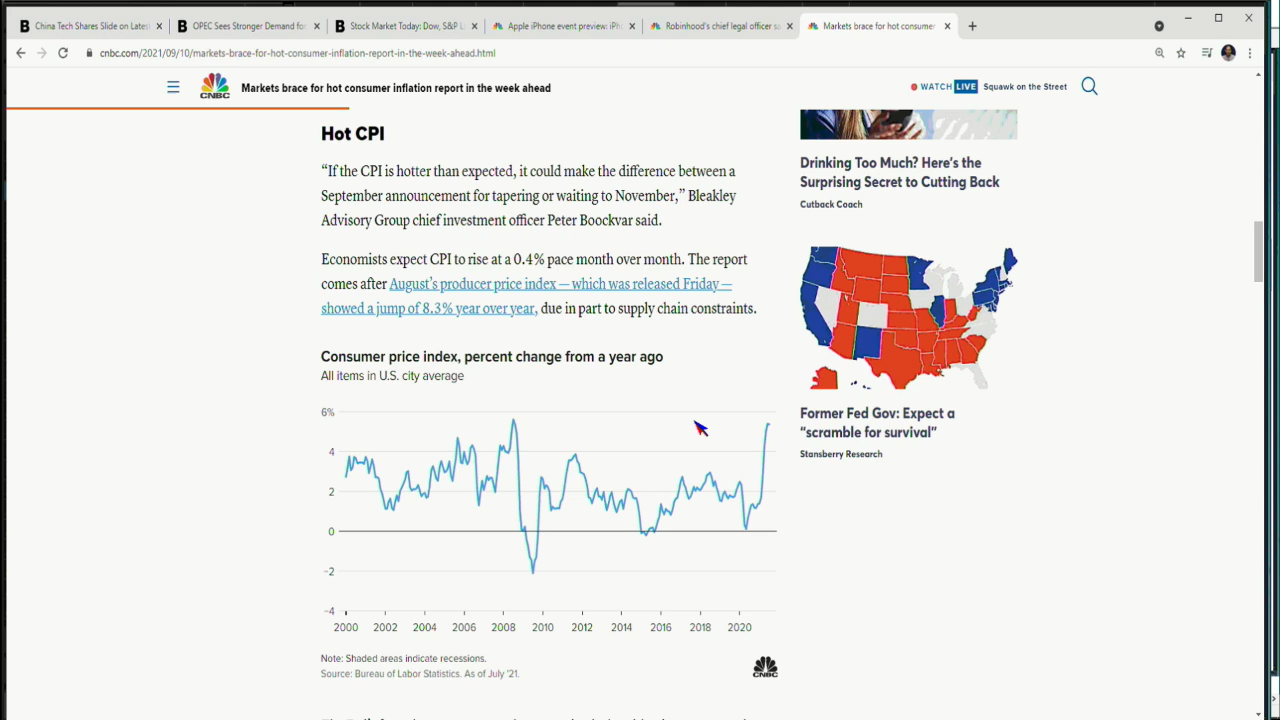 China Tech Shares Slide on Latest
OPEC Sees Stronger Demand for
Stock Market Today: Dow, S&P L
Apple iPhone event preview: iPh
Robinhood's chief legal officer sa
Markets brace for hot consumer
cnbc.com/2021/09/10/markets-brace-for-hot-consumer-inflation-report-in-the-week-ahead.html
CNBC
Markets brace for hot consumer inflation report in the week ahead
WATCH LIVE Squawk on the Street
Hot CPI
“If the CPI is hotter than expected, it could make the difference between a
September announcement for tapering or waiting to November,” Bleakley
Advisory Group chief investment officer Peter Boockvar said.
Economists expect CPI to rise at a 0.4% pace month over month. The report
comes after August’s producer price index — which was released Friday —
showed a jump of 8.3% year over year, due in part to supply chain constraints.
Consumer price index, percent change from a year ago
All items in U.S. city average
6%
4
2
0
−2
−4
2000 2002 2004 2006 2008 2010 2012 2014 2016 2018 2020
Note: Shaded areas indicate recessions.
Source: Bureau of Labor Statistics. As of July '21.
CNBC
Drinking Too Much? Here’s the
Surprising Secret to Cutting Back
Cutback Coach
Former Fed Gov: Expect a
“scramble for survival”
Stansberry Research